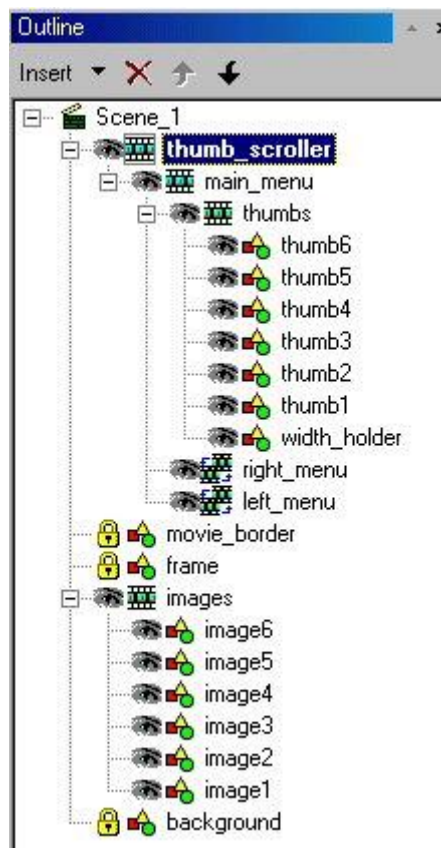 Outline
Insert
Scene_1
thumb_scroller
main_menu
thumbs
thumb6
thumb5
thumb4
thumb3
thumb2
thumb1
width_holder
right_menu
left_menu
movie_border
frame
images
image6
image5
image4
image3
image2
image1
background